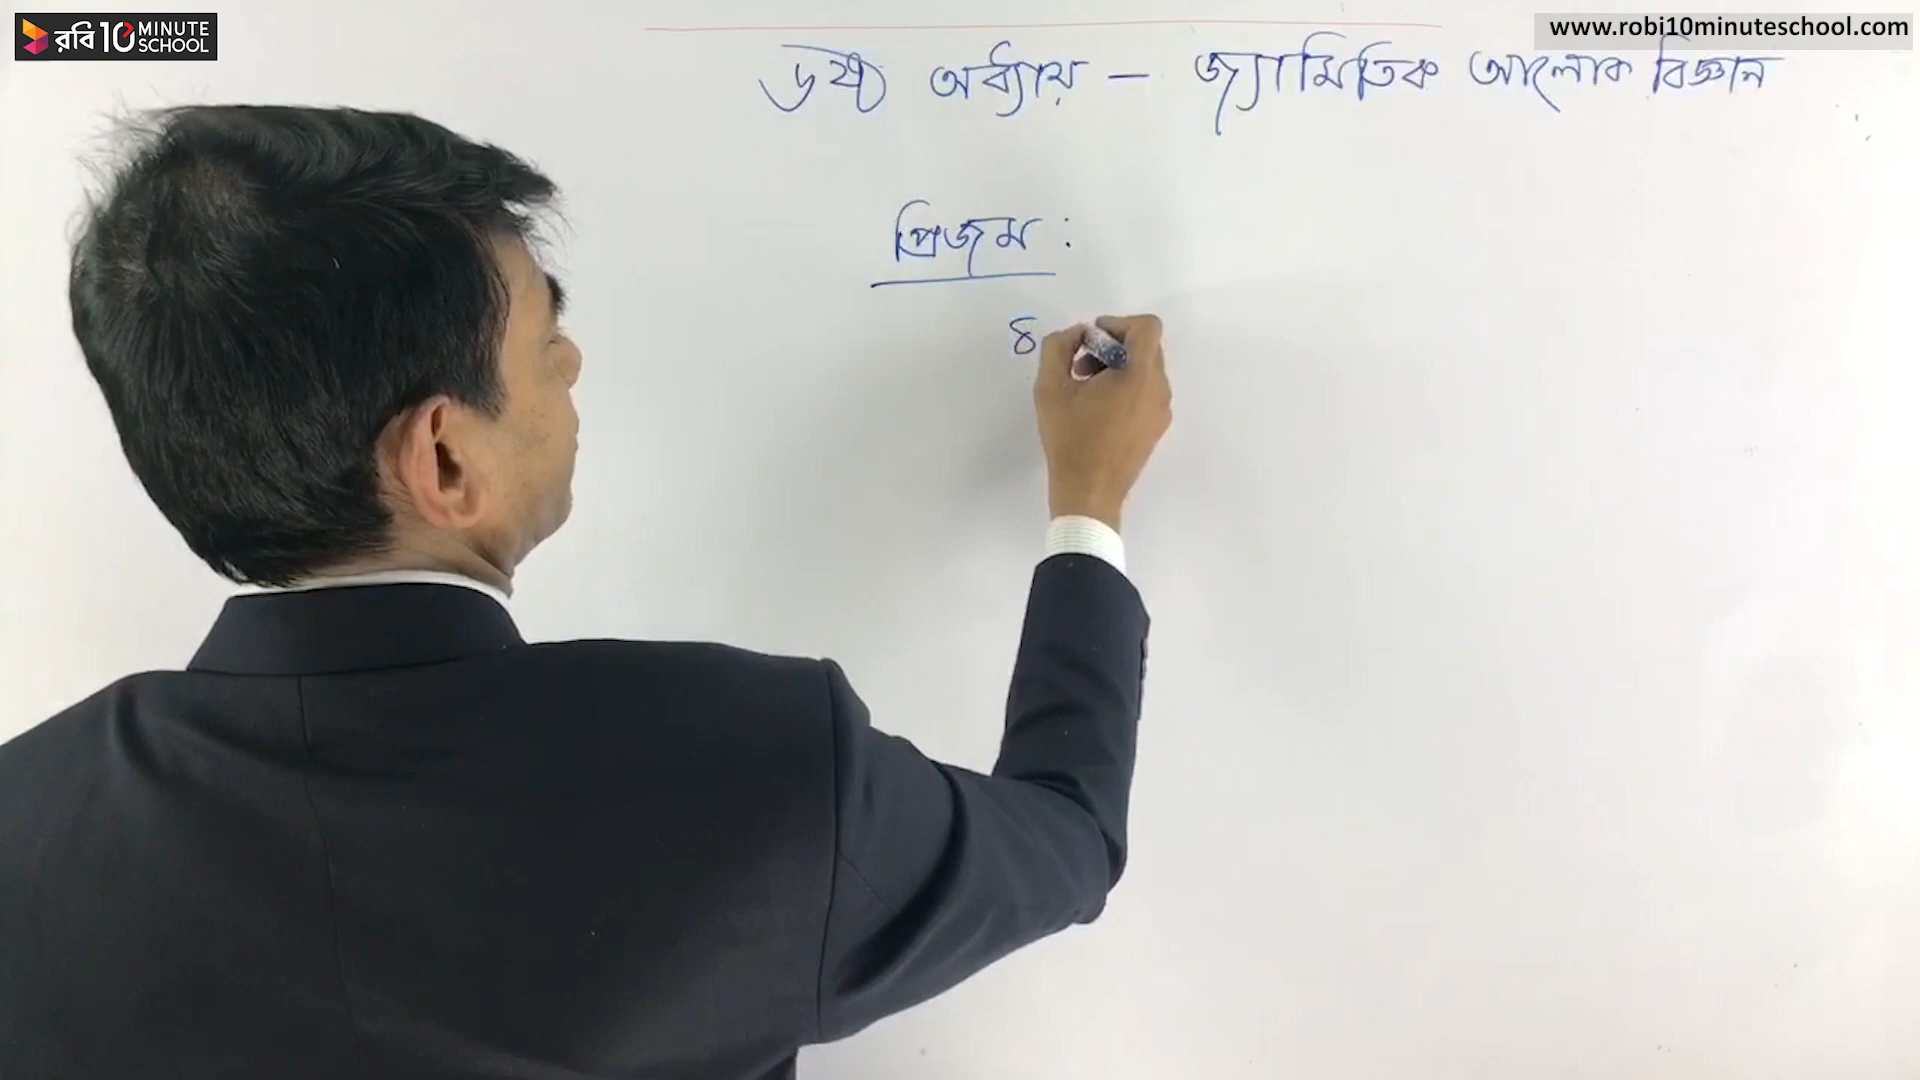 রবি 10 MINUTE SCHOOL
www.robi10minuteschool.com
৬ষ্ঠ অধ্যায় – জ্যামিতিক আলোক বিজ্ঞান
প্রিজম :
৪